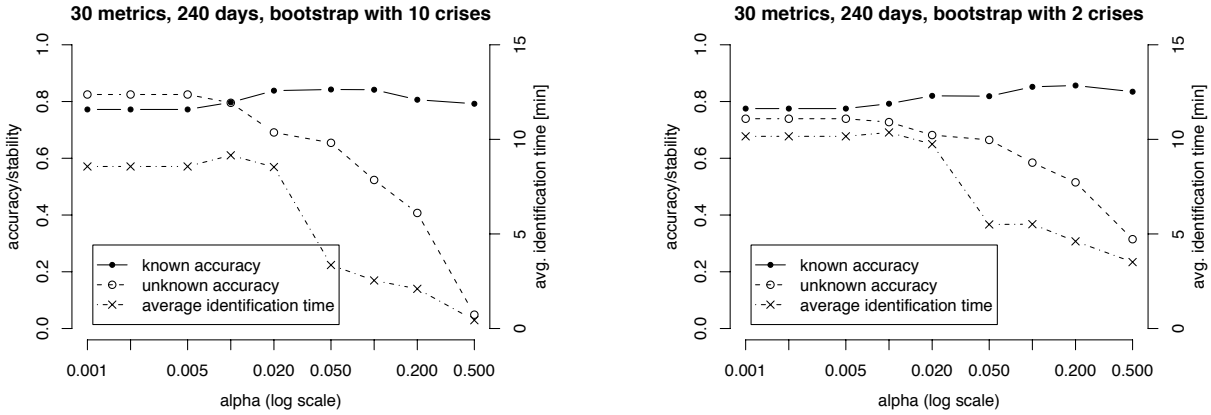 30 metrics, 240 days, bootstrap with 10 crises
accuracy/stability
0.0 0.2 0.4 0.6 0.8 1.0
known accuracy
unknown accuracy
average identification time
0 5 10 15
avg. identification time [min]
0.001 0.005 0.020 0.050 0.200 0.500
alpha (log scale)
30 metrics, 240 days, bootstrap with 2 crises
accuracy/stability
0.0 0.2 0.4 0.6 0.8 1.0
known accuracy
unknown accuracy
average identification time
0 5 10 15
avg. identification time [min]
0.001 0.005 0.020 0.050 0.200 0.500
alpha (log scale)